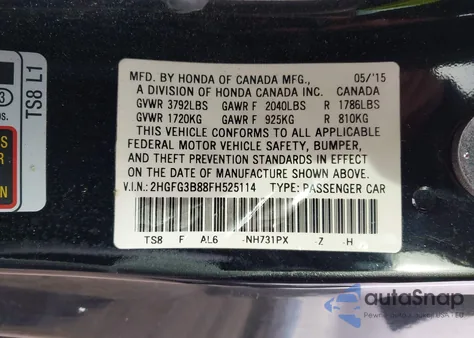 TS8 L1
3
os.
S
N
MFD. BY HONDA OF CANADA MFG., 05/'15
A DIVISION OF HONDA CANADA INC. CANADA
GVWR 3792LBS GAWR F 2040LBS R 1786LBS
GVWR 1720KG GAWR F 925KG R 810KG
THIS VEHICLE CONFORMS TO ALL APPLICABLE
FEDERAL MOTOR VEHICLE SAFETY, BUMPER,
AND THEFT PREVENTION STANDARDS IN EFFECT
ON THE DATE OF MANUFACTURE SHOWN ABOVE.
V.I.N.: 2HGFG3B88FH525114 TYPE: PASSENGER CAR
TS8 F AL6 -NH731PX -Z -H
autoSnap